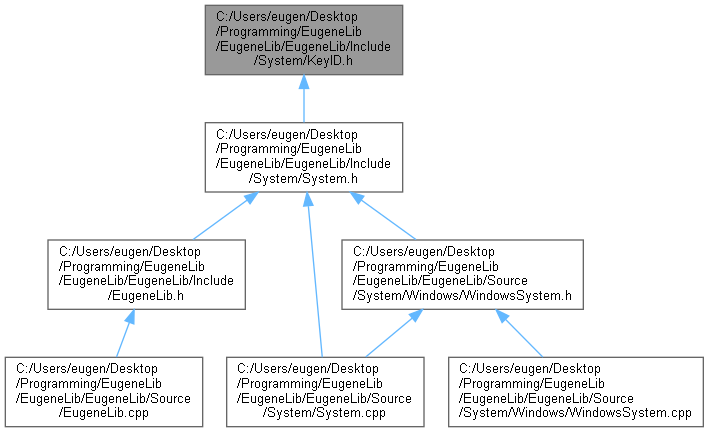 C:/Users/eugen/Desktop
/Programming/EugeneLib
/EugeneLib/EugeneLib/Include
/System/KeyID.h
C:/Users/eugen/Desktop
/Programming/EugeneLib
/EugeneLib/EugeneLib/Include
/System/System.h
C:/Users/eugen/Desktop
/Programming/EugeneLib
/EugeneLib/EugeneLib/Include
/EugeneLib.h
C:/Users/eugen/Desktop
/Programming/EugeneLib
/EugeneLib/EugeneLib/Source
/System/Windows/WindowsSystem.h
C:/Users/eugen/Desktop
/Programming/EugeneLib
/EugeneLib/EugeneLib/Source
/EugeneLib.cpp
C:/Users/eugen/Desktop
/Programming/EugeneLib
/EugeneLib/EugeneLib/Source
/System/System.cpp
C:/Users/eugen/Desktop
/Programming/EugeneLib
/EugeneLib/EugeneLib/Source
/System/Windows/WindowsSystem.cpp